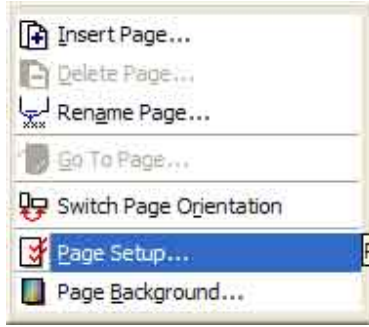 Insert Page...
Delete Page...
Rename Page...
Go To Page...
Switch Page Orientation
Page Setup...
Page Background...